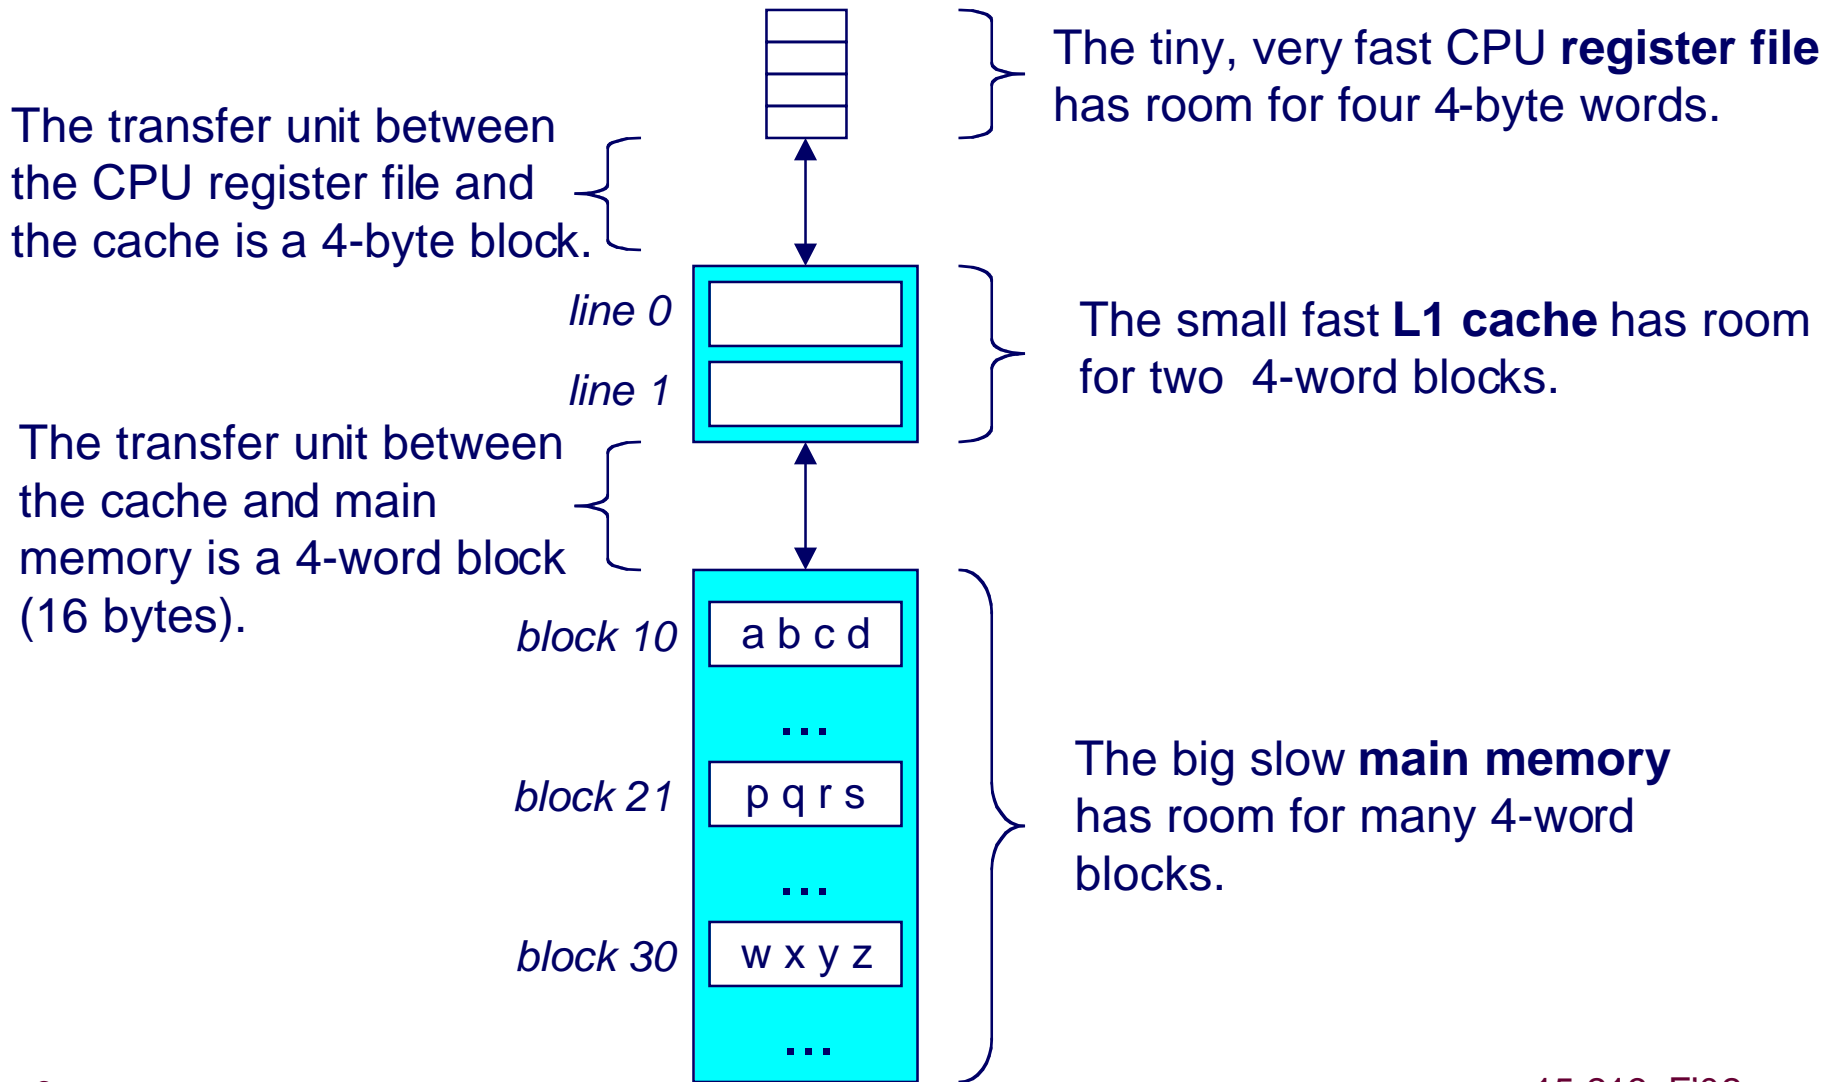 The tiny, very fast CPU register file
has room for four 4-byte words.
The transfer unit between
the CPU register file and
the cache is a 4-byte block.
line 0
line 1
The small fast L1 cache has room
for two 4-word blocks.
The transfer unit between
the cache and main
memory is a 4-word block
(16 bytes).
block 10
a b c d
...
block 21
p q r s
...
block 30
w x y z
...
The big slow main memory
has room for many 4-word
blocks.